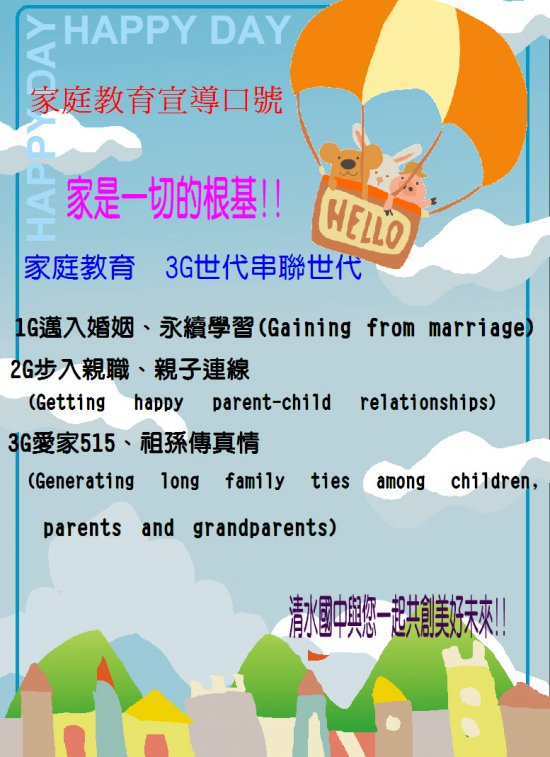 HAPPY DAY
HAPPY DAY
家庭教育宣導口號
HELLO
家是一切的根基!!
家庭教育 3G世代串聯世代
1G邁入婚姻、永續學習(Gaining from marriage)
2G步入親職、親子連線
(Getting happy parent-child relationships)
3G愛家515、祖孫傳真情
(Generating long family ties among children,
parents and grandparents)
清水國中與您一起共創美好未來!!